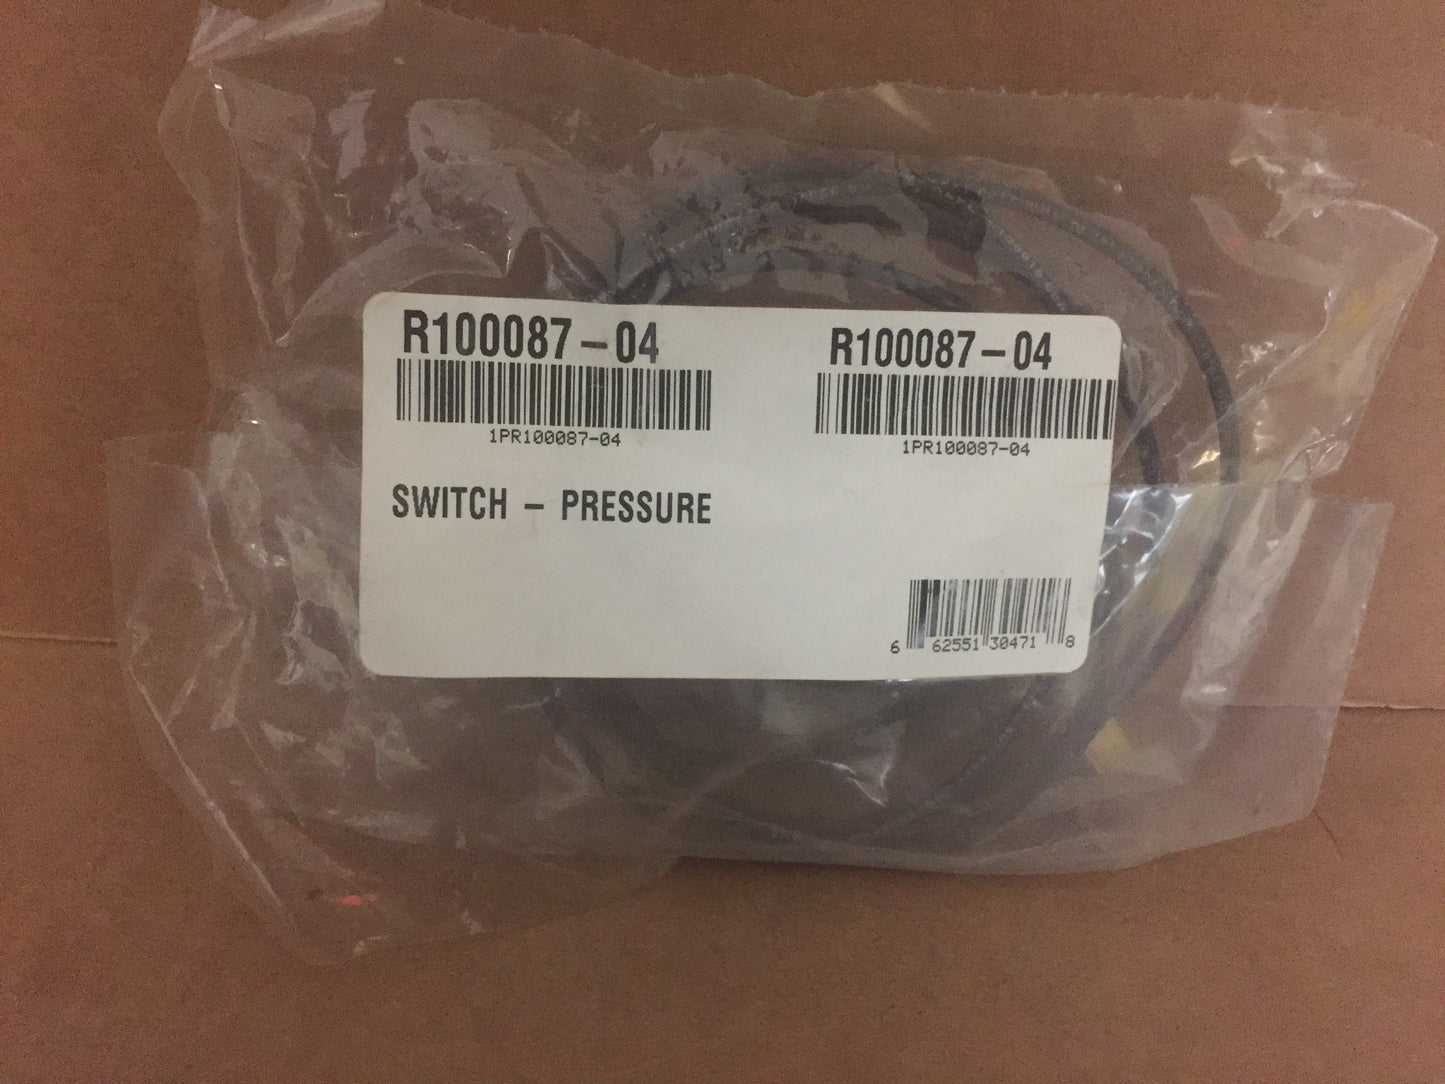 R100087-04 R100087-04
1PR100087-04 1PR100087-04
SWITCH - PRESSURE
6 62551 30471 8